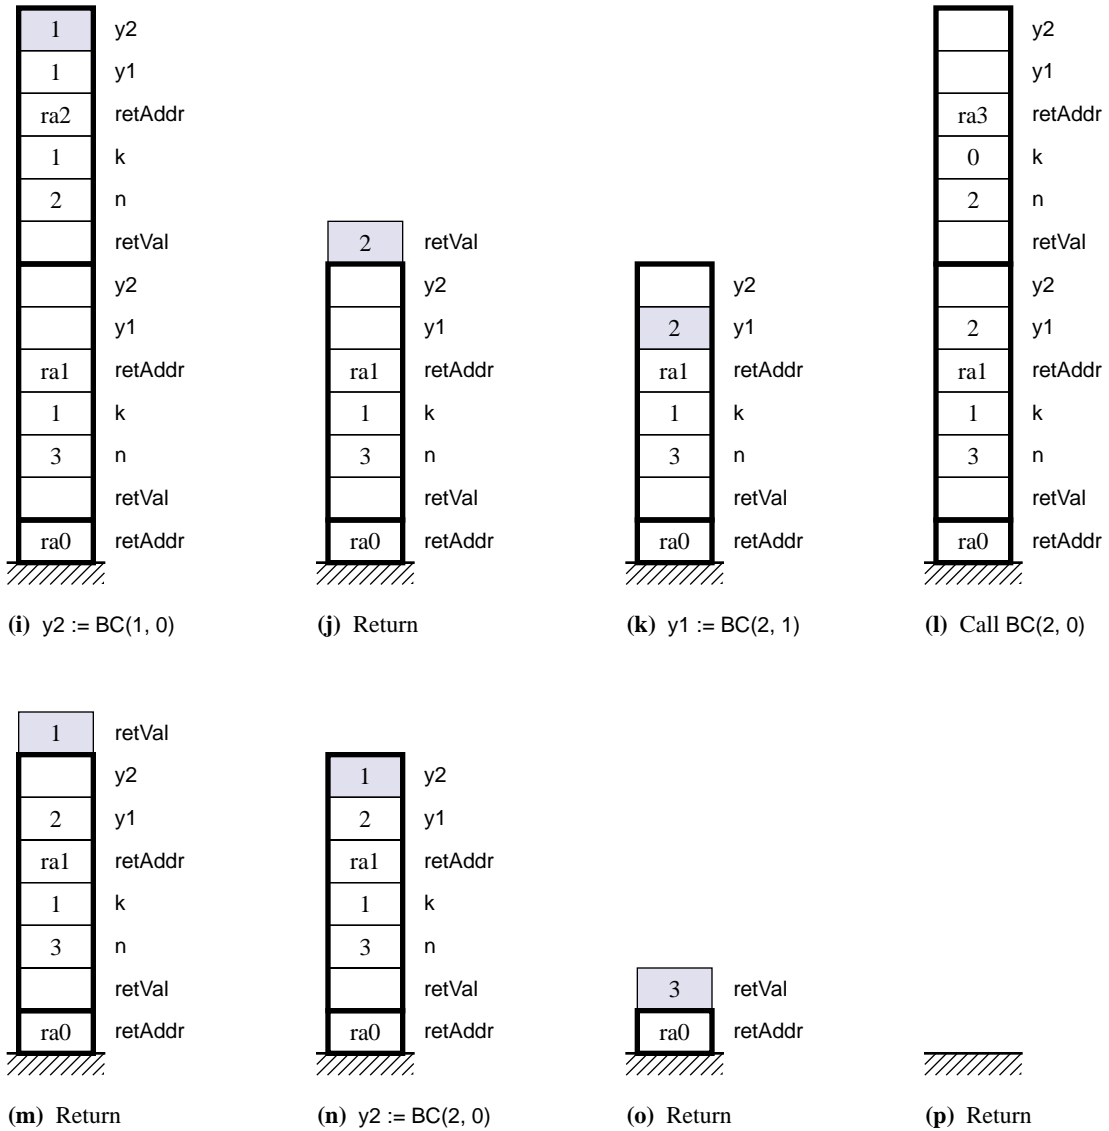 1 y2 y2
1 y1 y1
ra2 retAddr ra3 retAddr
1 k 0 k
2 n 2 n
retVal 2 retVal retVal
y2 y2 y2 y2
y1 y1 2 y1 2 y1
ra1 retAddr ra1 retAddr ra1 retAddr ra1 retAddr
1 k 1 k 1 k 1 k
3 n 3 n 3 n 3 n
retVal retVal retVal retVal
ra0 retAddr ra0 retAddr ra0 retAddr ra0 retAddr
(i) y2 := BC(1, 0) (j) Return (k) y1 := BC(2, 1) (l) Call BC(2, 0)
1 retVal
y2 1 y2
2 y1 2 y1
ra1 retAddr ra1 retAddr
1 k 1 k
3 n 3 n
retVal retVal 3 retVal
ra0 retAddr ra0 retAddr ra0 retAddr
(m) Return (n) y2 := BC(2, 0) (o) Return (p) Return